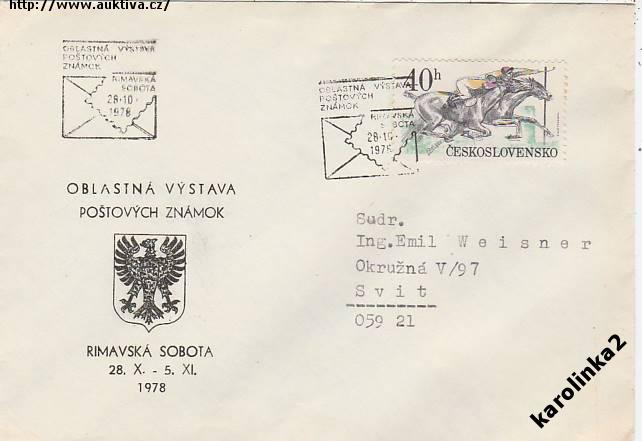 http://www.auktiva.cz/
OBLASTNÁ VÝSTAVA
POŠTOVÝCH
ZNÁMOK
RIMAVSKÁ
SOBOTA
28.10.
1978
OBLASTNÁ VÝSTAVA
POŠTOVÝCH
ZNÁMOK
RIMAVSKÁ
SOBOTA
28.10.
1978
40h
ČESKOSLOVENSKO
OBLASTNÁ VÝSTAVA
POŠTOVÝCH ZNÁMOK
RIMAVSKÁ SOBOTA
28. X. - 5. XI.
1978
Sudr.
Ing.Emil Weisner
Okružná V/97
Svit
059 21
karolinka2